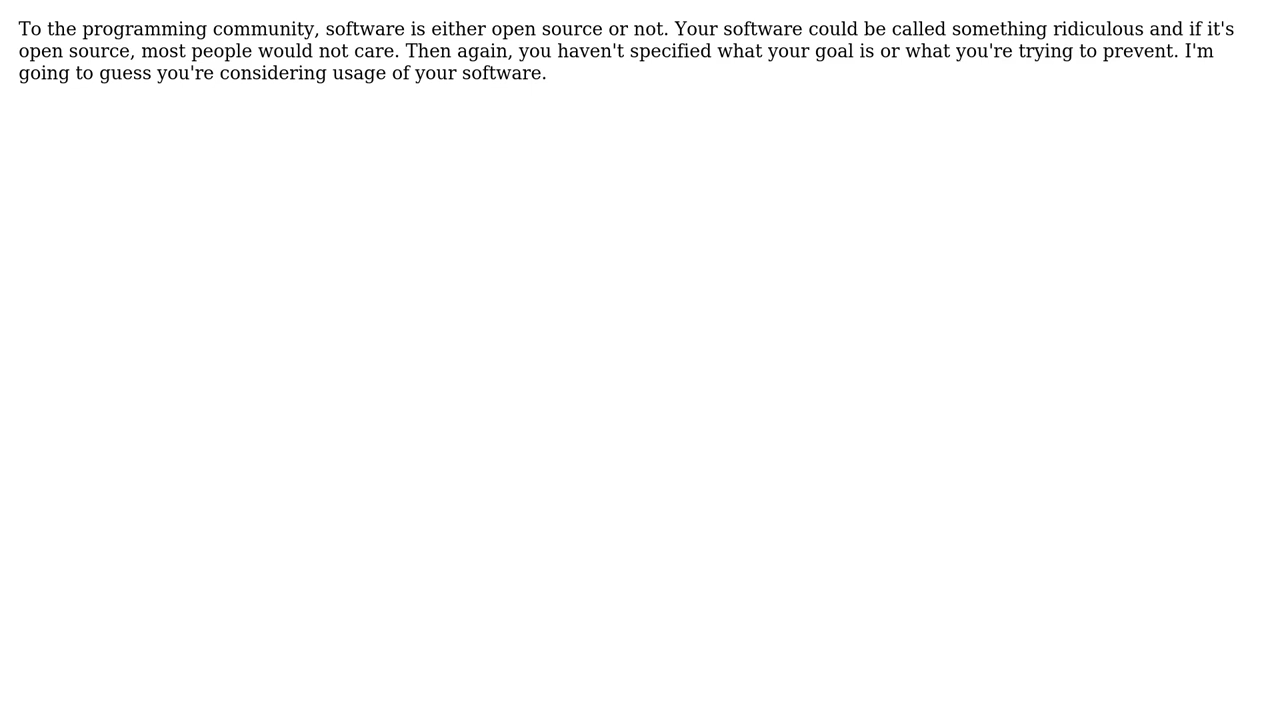 To the programming community, software is either open source or not. Your software could be called something ridiculous and if it's
open source, most people would not care. Then again, you haven't specified what your goal is or what you're trying to prevent. I'm
going to guess you're considering usage of your software.